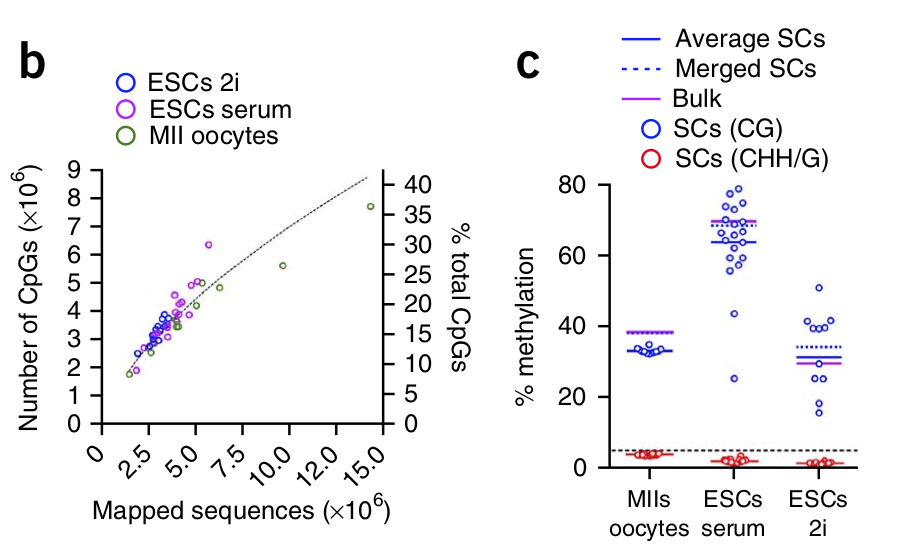 b
ESCs 2i
ESCs serum
MII oocytes
Number of CpGs (×10⁶)
9
8
7
6
5
4
3
2
1
0
40
35
30
25
20
15
10
5
0
% total CpGs
0
2.5
5.0
7.5
10.0
12.0
15.0
Mapped sequences (×10⁶)
c
Average SCs
Merged SCs
Bulk
SCs (CG)
SCs (CHH/G)
% methylation
80
60
40
20
0
MIIs
oocytes
ESCs
serum
ESCs
2i